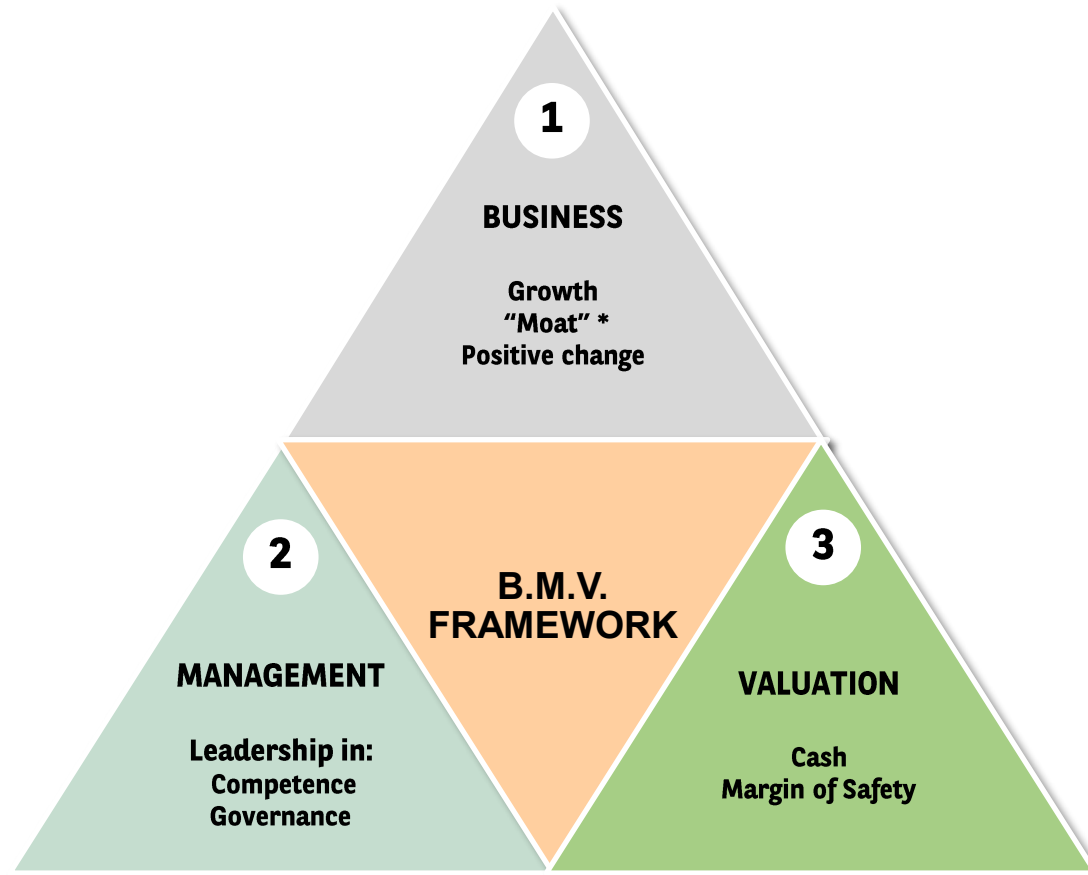 1
BUSINESS
Growth
“Moat” *
Positive change
2
MANAGEMENT
Leadership in:
Competence
Governance
B.M.V.
FRAMEWORK
3
VALUATION
Cash
Margin of Safety